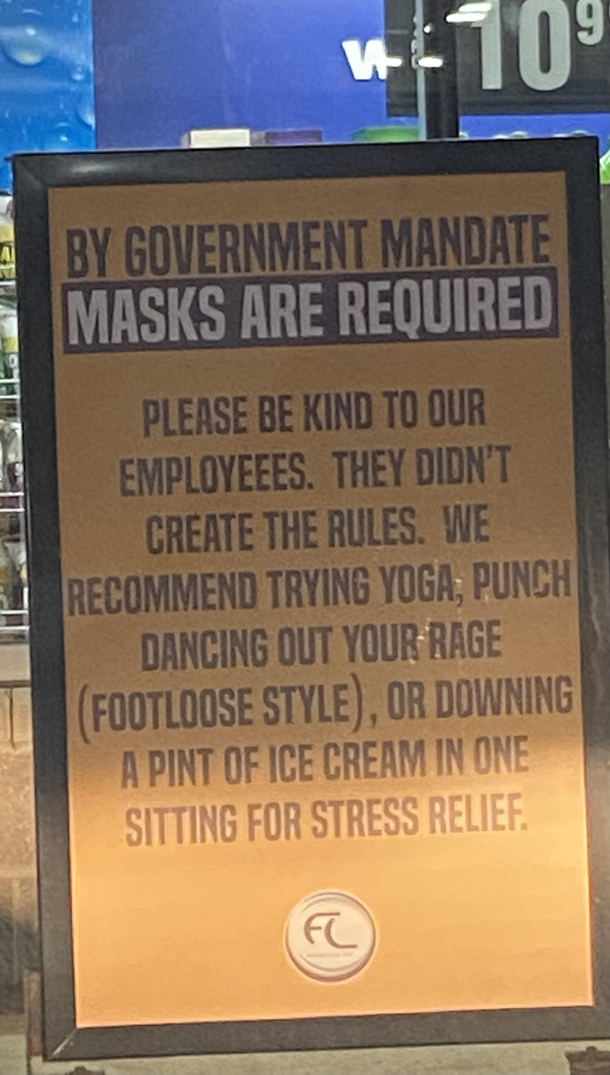 W
10⁹
BY GOVERNMENT MANDATE
MASKS ARE REQUIRED
PLEASE BE KIND TO OUR
EMPLOYEEES. THEY DIDN'T
CREATE THE RULES. WE
RECOMMEND TRYING YOGA, PUNCH
DANCING OUT YOUR RAGE
(FOOTLOOSE STYLE), OR DOWNING
A PINT OF ICE CREAM IN ONE
SITTING FOR STRESS RELIEF.
FC